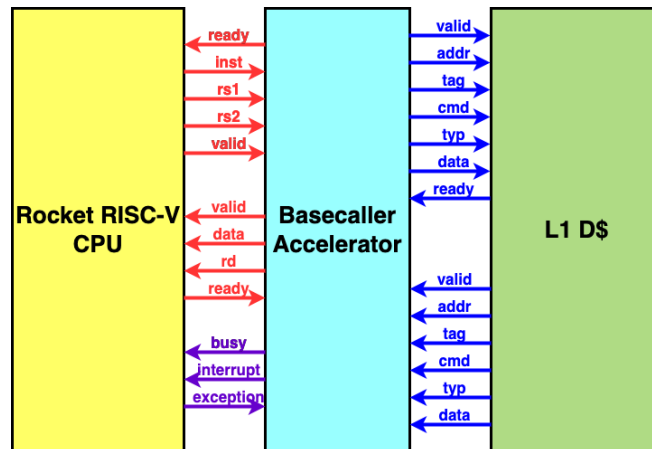 ready
inst
rs1
rs2
valid
valid
data
rd
ready
busy
interrupt
exception
Rocket RISC-V
CPU
Basecaller
Accelerator
valid
addr
tag
cmd
typ
data
ready
valid
addr
tag
cmd
typ
data
L1 D$